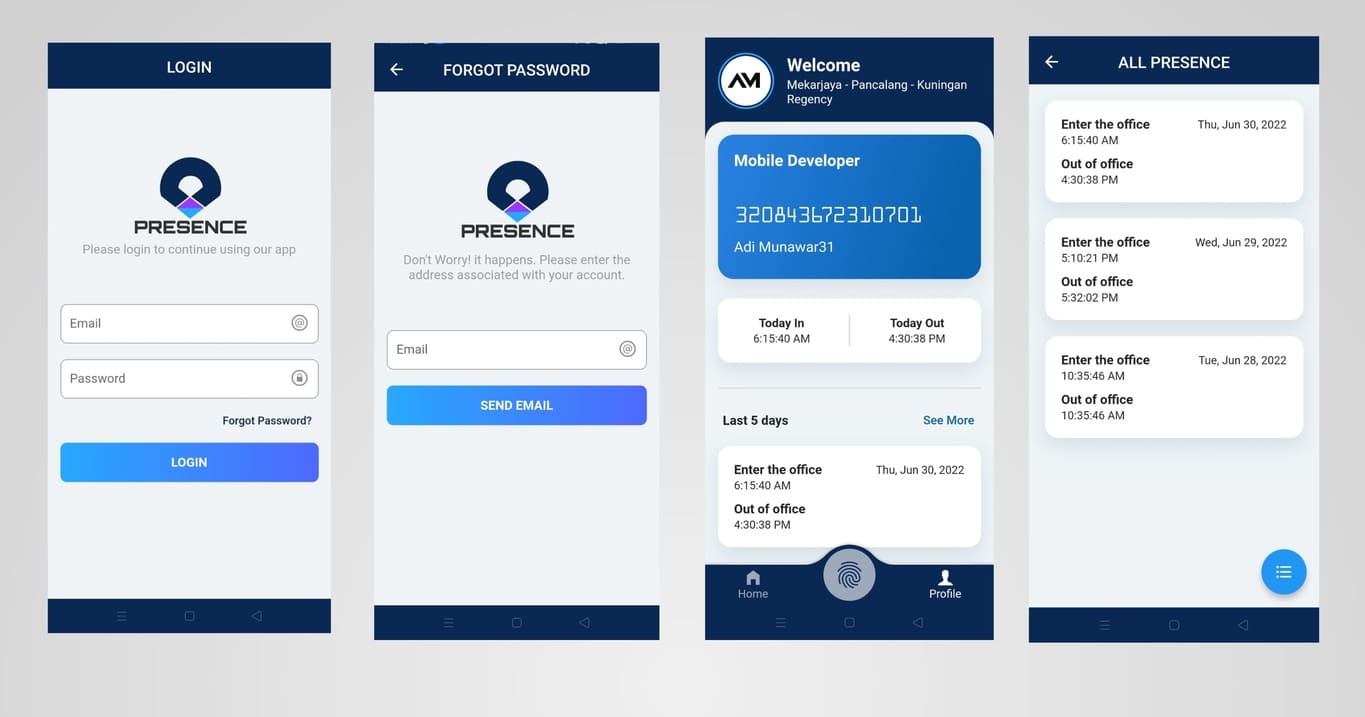 LOGIN
PRESENCE
Please login to continue using our app
Email
Password
Forgot Password?
LOGIN
FORGOT PASSWORD
PRESENCE
Don't Worry! it happens. Please enter the
address associated with your account.
Email
SEND EMAIL
AM
Welcome
Mekarjaya - Pancalang - Kuningan
Regency
Mobile Developer
320843672310701
Adi Munawar31
Today In
6:15:40 AM
Today Out
4:30:38 PM
Last 5 days
See More
Enter the office
Thu, Jun 30, 2022
6:15:40 AM
Out of office
4:30:38 PM
Home
Profile
ALL PRESENCE
Enter the office
Thu, Jun 30, 2022
6:15:40 AM
Out of office
4:30:38 PM
Enter the office
Wed, Jun 29, 2022
5:10:21 PM
Out of office
5:32:02 PM
Enter the office
Tue, Jun 28, 2022
10:35:46 AM
Out of office
10:35:46 AM